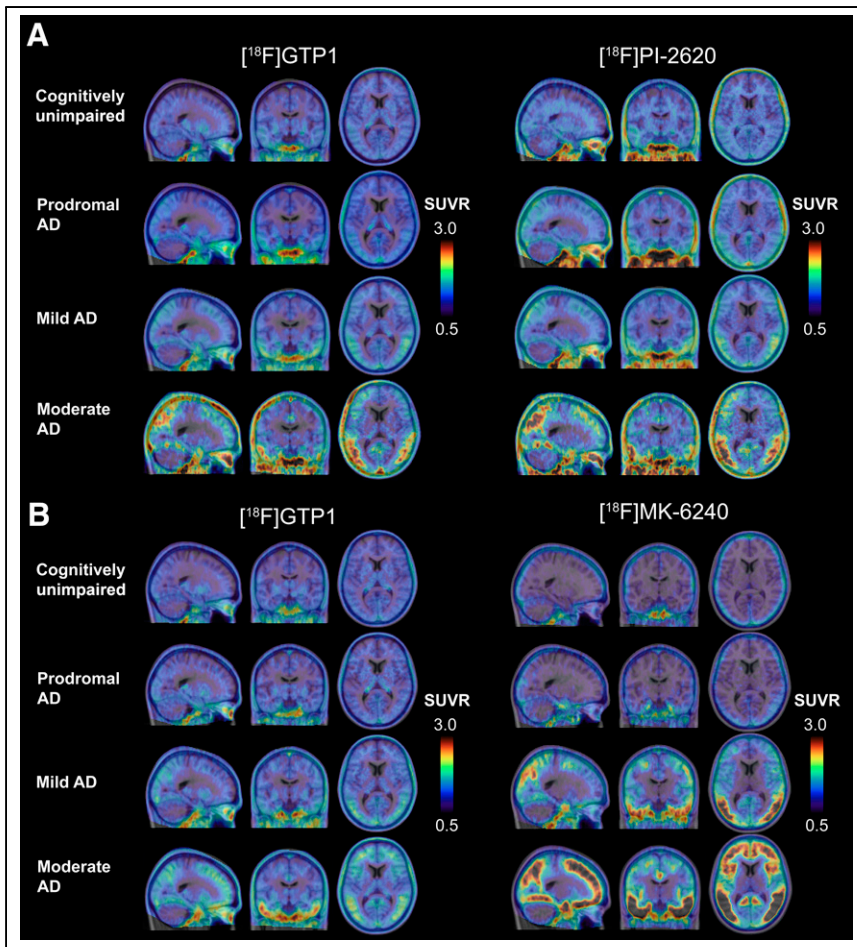 A
[¹⁸F]GTP1
[¹⁸F]PI-2620
Cognitively
unimpaired
Prodromal
AD
SUVR
3.0
0.5
SUVR
3.0
0.5
Mild AD
Moderate
AD
B
[¹⁸F]GTP1
[¹⁸F]MK-6240
Cognitively
unimpaired
Prodromal
AD
SUVR
3.0
0.5
SUVR
3.0
0.5
Mild AD
Moderate
AD